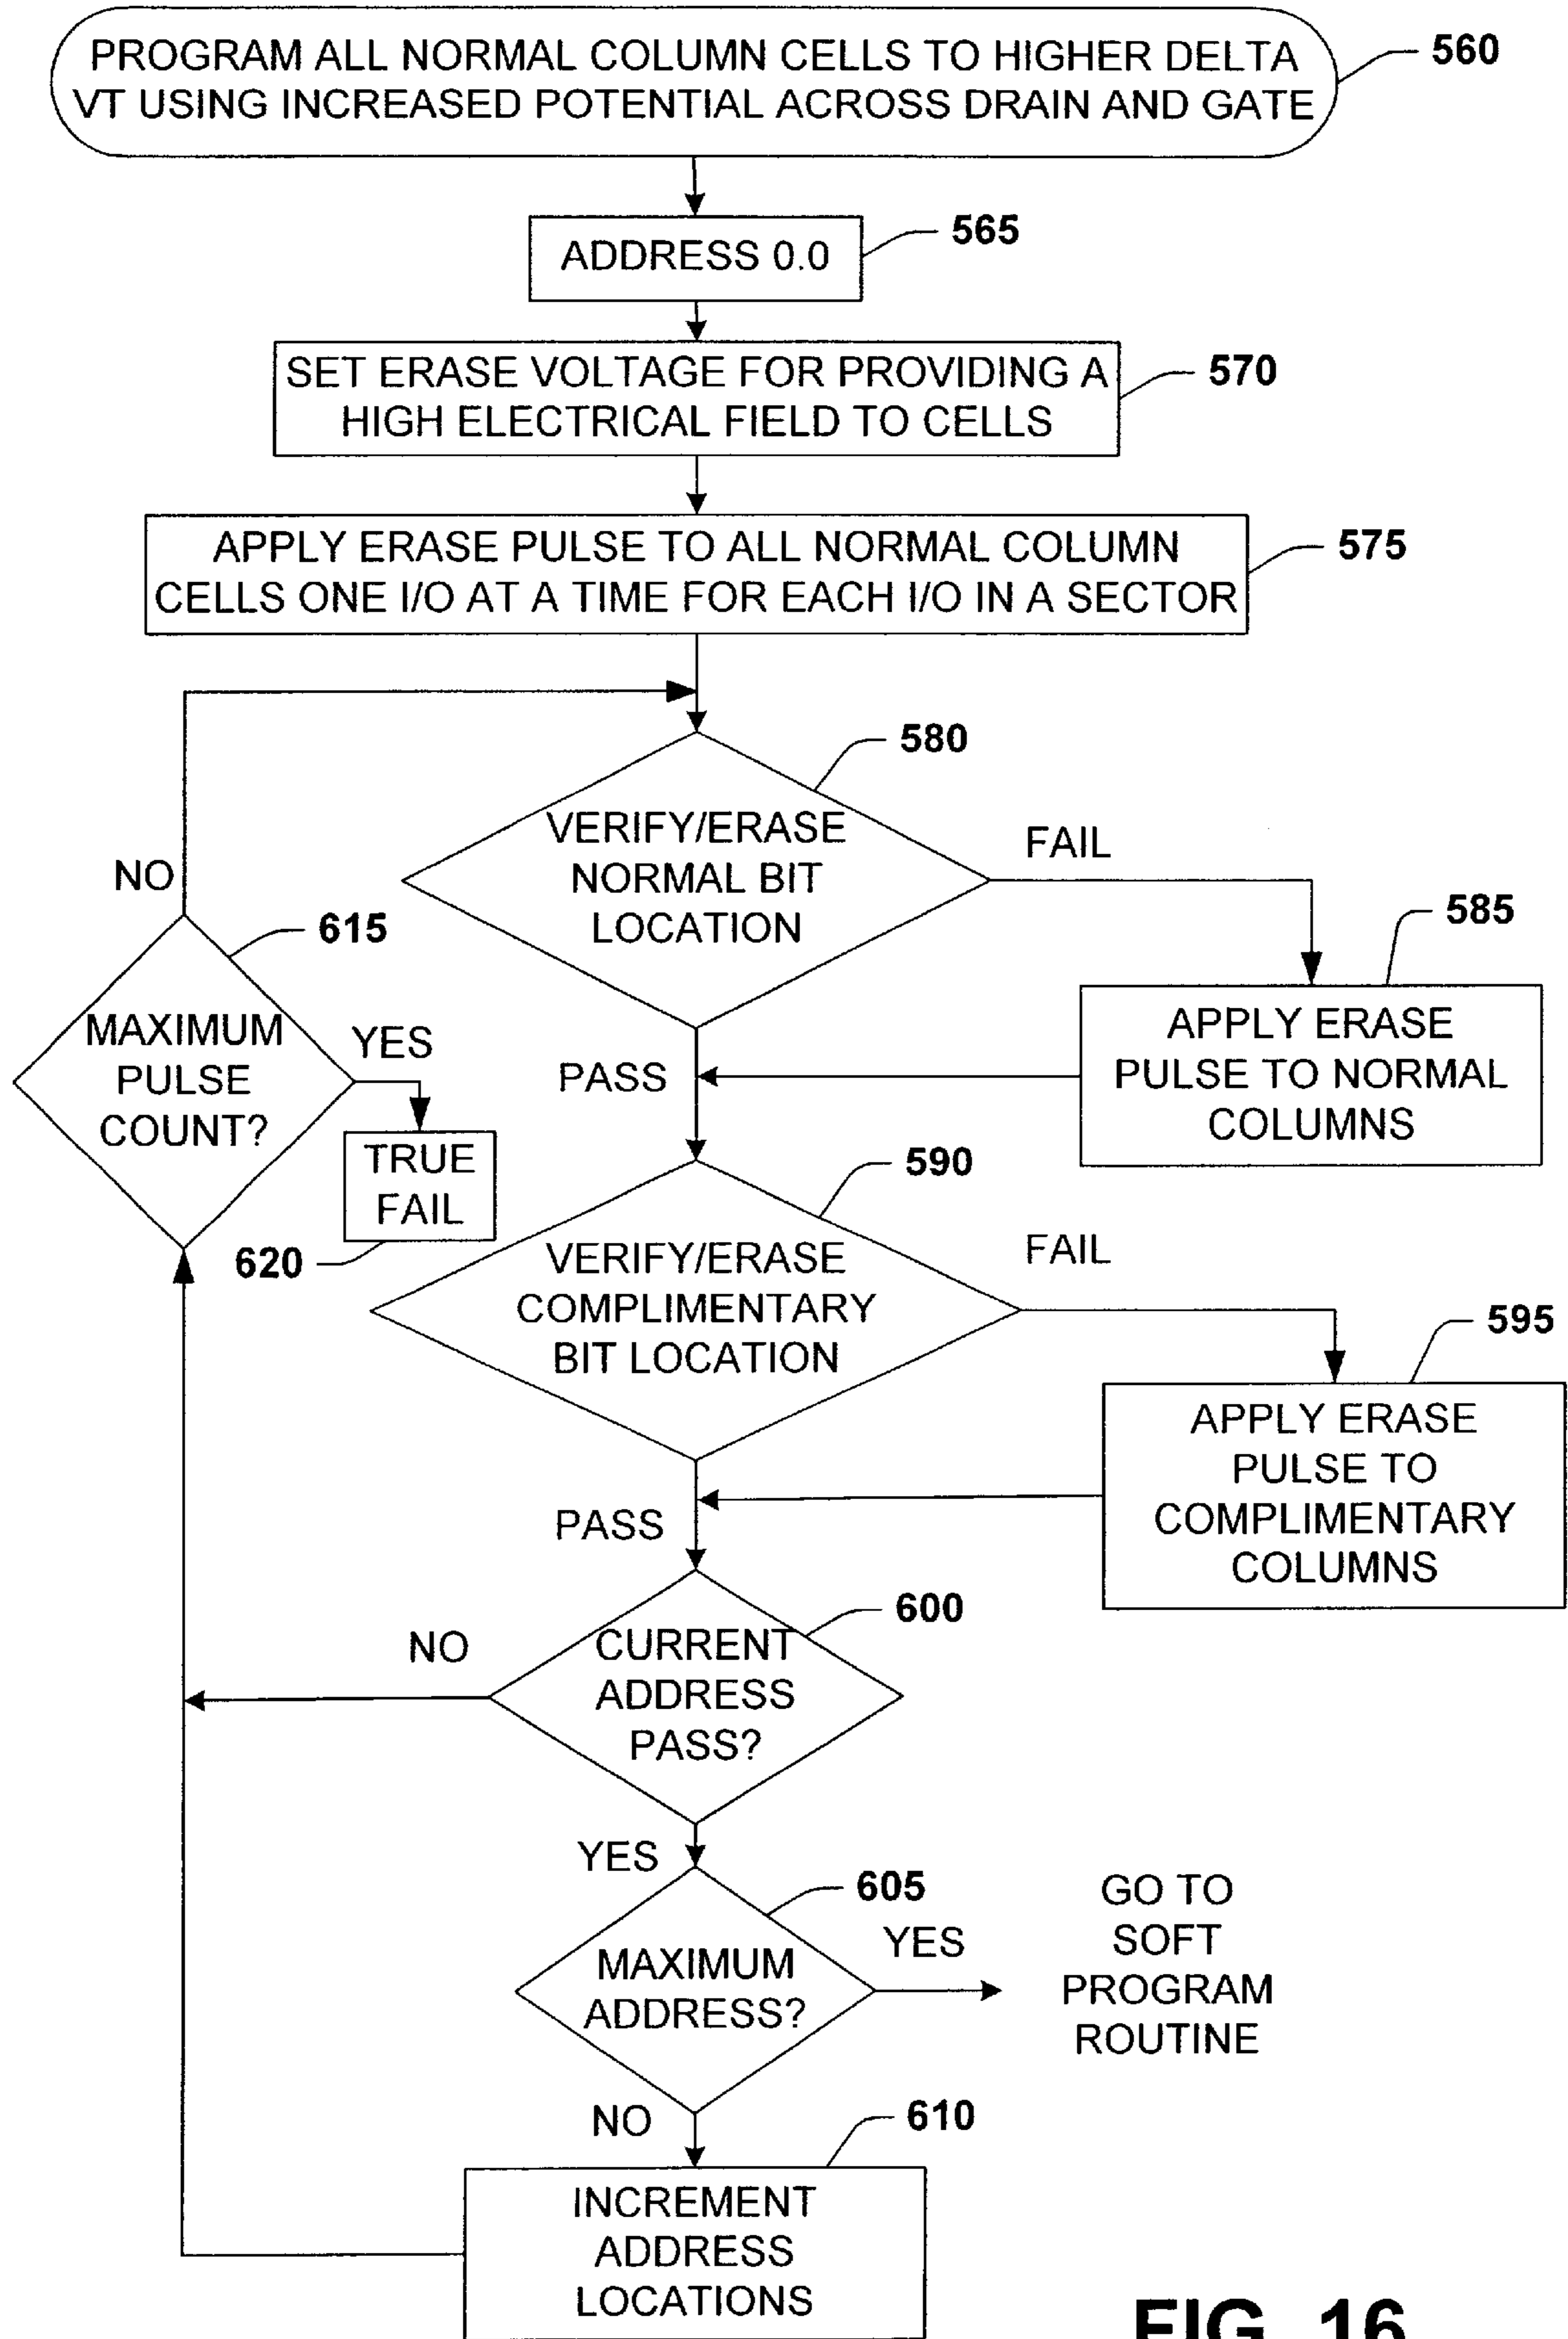 PROGRAM ALL NORMAL COLUMN CELLS TO HIGHER DELTA
VT USING INCREASED POTENTIAL ACROSS DRAIN AND GATE
560
ADDRESS 0.0
565
SET ERASE VOLTAGE FOR PROVIDING A
HIGH ELECTRICAL FIELD TO CELLS
570
APPLY ERASE PULSE TO ALL NORMAL COLUMN
CELLS ONE I/O AT A TIME FOR EACH I/O IN A SECTOR
575
580
VERIFY/ERASE
NORMAL BIT
LOCATION
FAIL
PASS
585
APPLY ERASE
PULSE TO NORMAL
COLUMNS
NO
615
MAXIMUM
PULSE
COUNT?
YES
TRUE
FAIL
620
590
VERIFY/ERASE
COMPLIMENTARY
BIT LOCATION
FAIL
PASS
595
APPLY ERASE
PULSE TO
COMPLIMENTARY
COLUMNS
600
CURRENT
ADDRESS
PASS?
NO
YES
605
MAXIMUM
ADDRESS?
YES
GO TO
SOFT
PROGRAM
ROUTINE
NO
610
INCREMENT
ADDRESS
LOCATIONS
FIG. 16